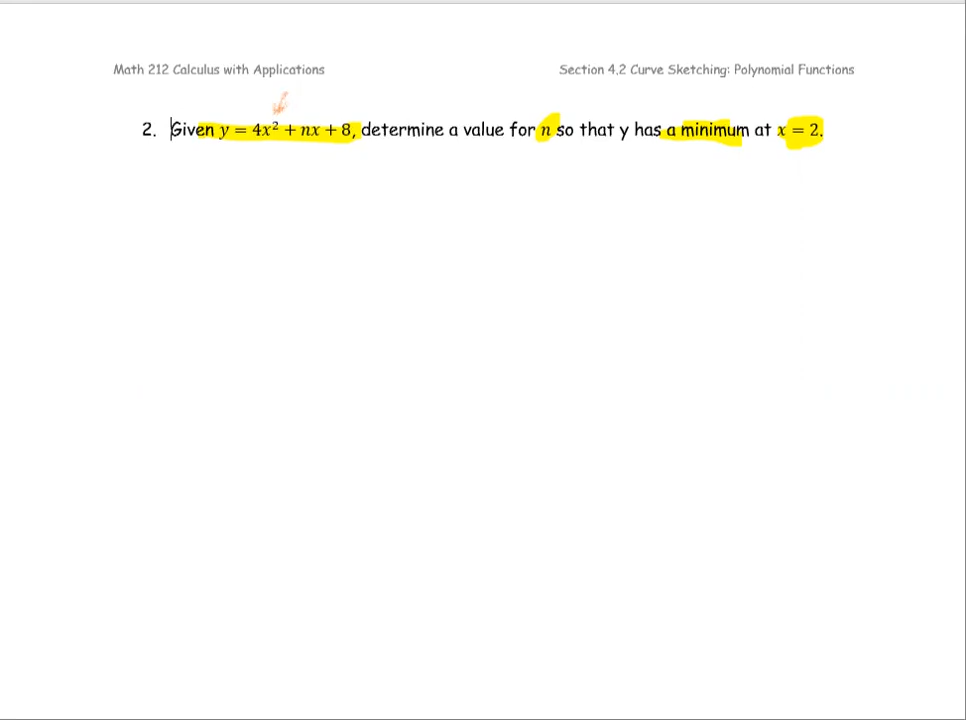 Math 212 Calculus with Applications
Section 4.2 Curve Sketching: Polynomial Functions
2. Given y = 4x² + nx + 8, determine a value for n so that y has a minimum at x = 2.